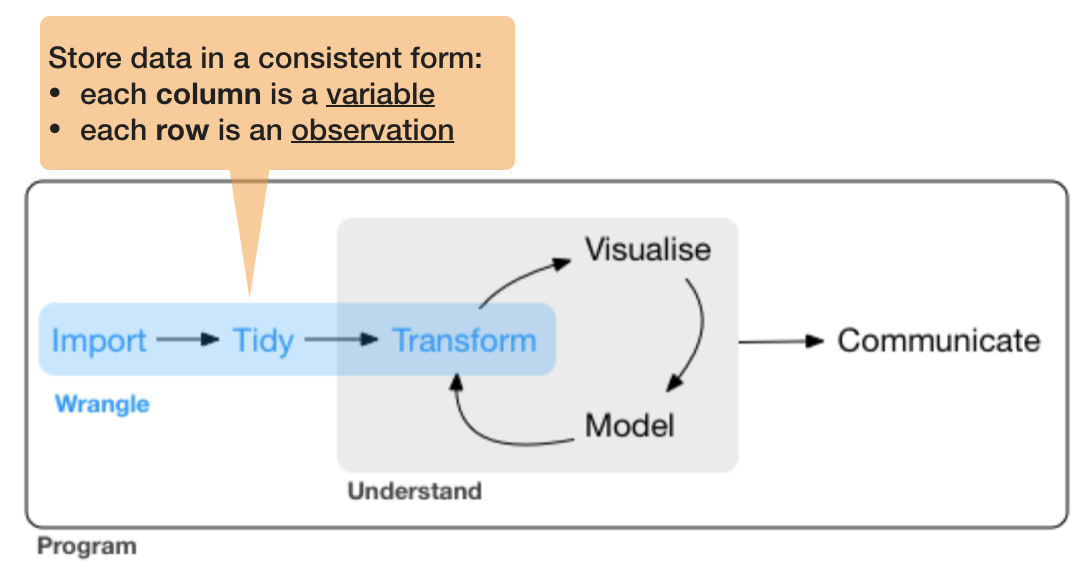 Store data in a consistent form:
• each column is a variable
• each row is an observation
Visualise
Import
Tidy
Transform
Communicate
Wrangle
Model
Understand
Program